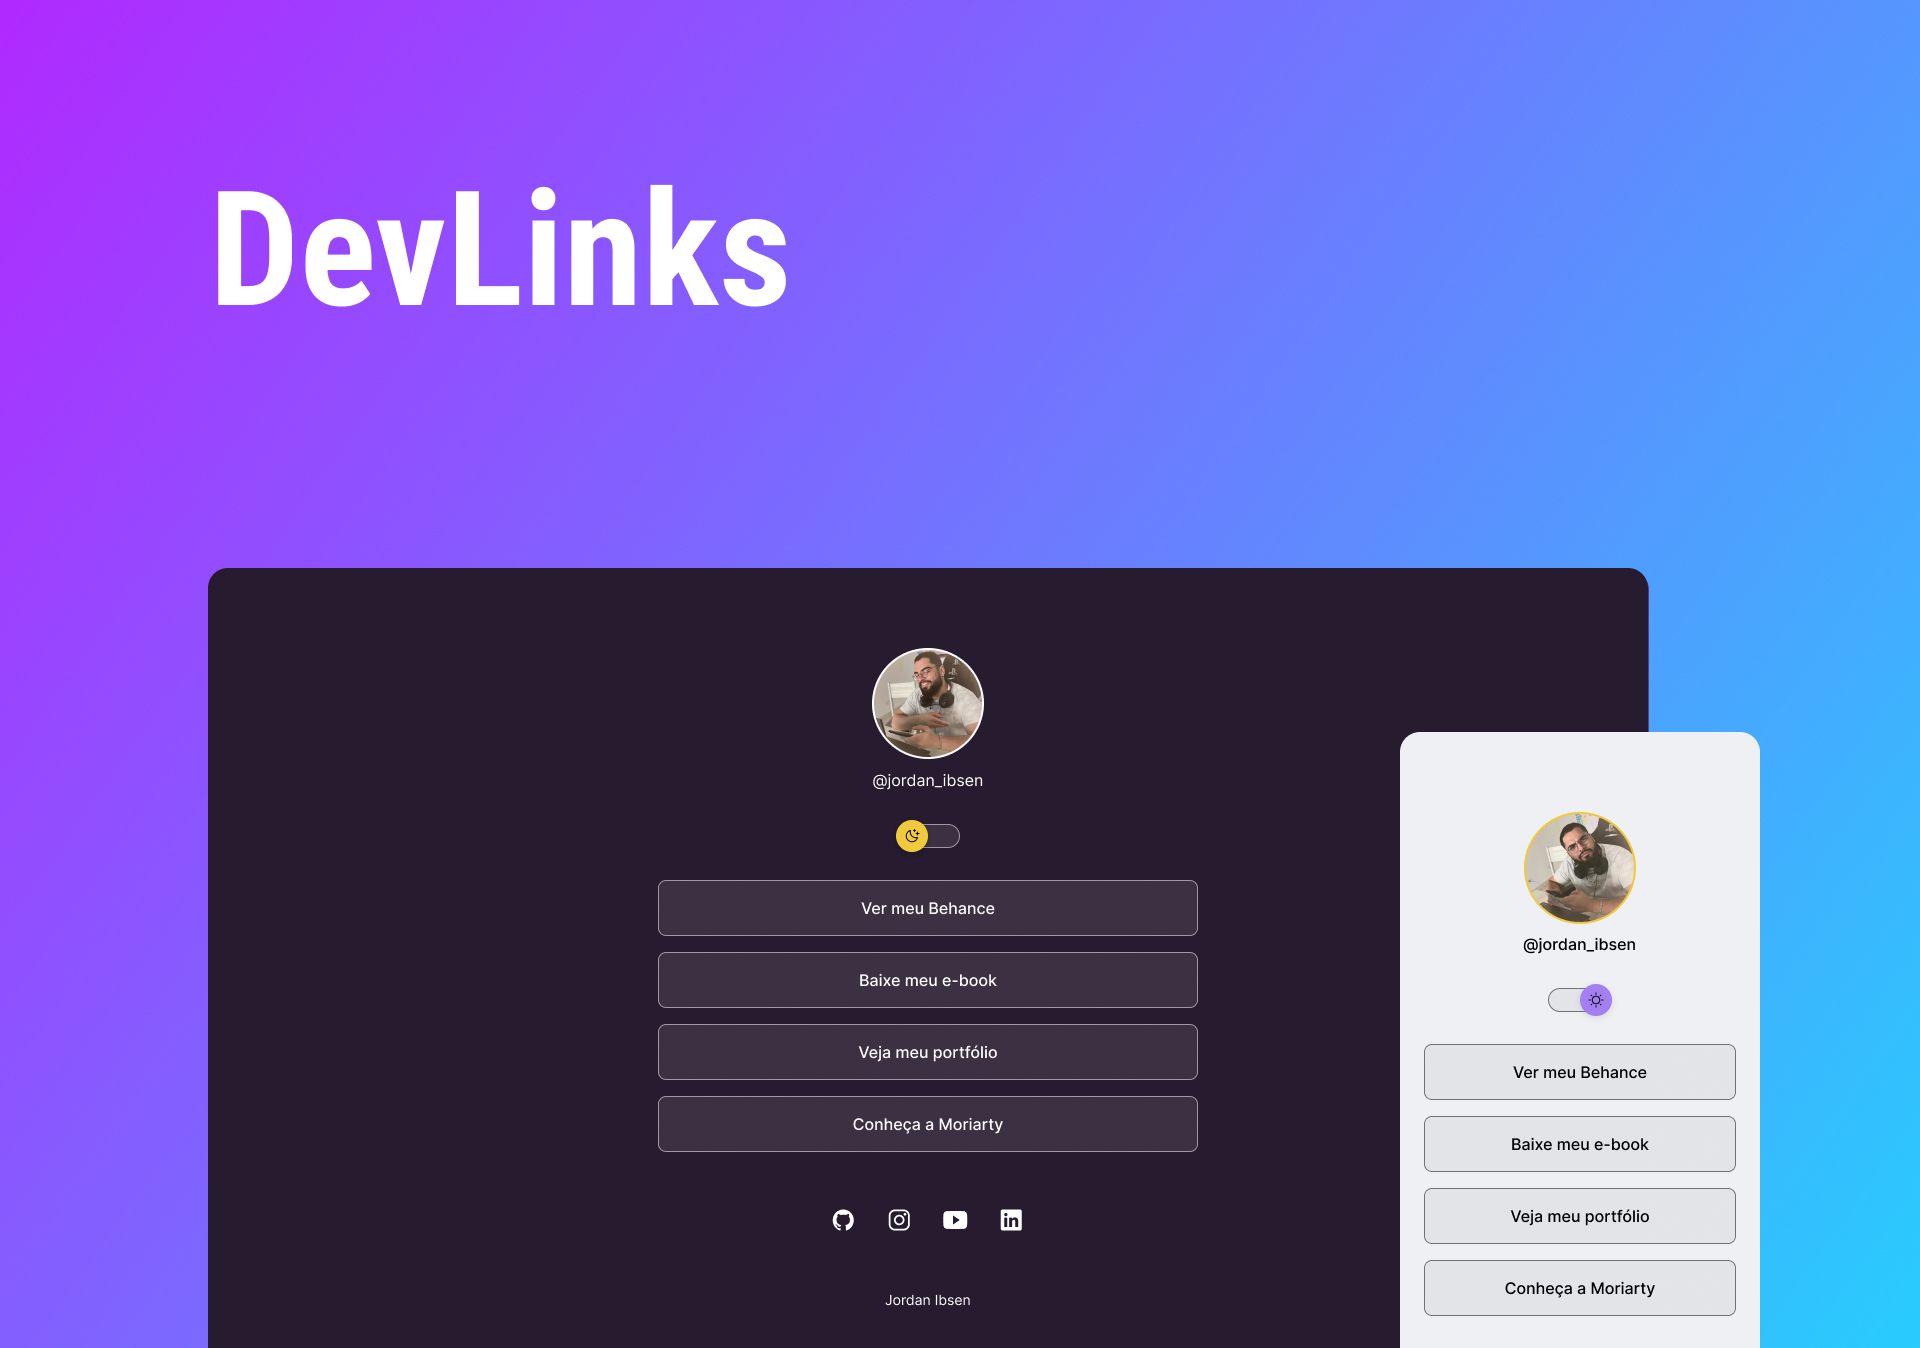 DevLinks
@jordan_ibsen
Ver meu Behance
Baixe meu e-book
Veja meu portfólio
Conheça a Moriarty
Jordan Ibsen
@jordan_ibsen
Ver meu Behance
Baixe meu e-book
Veja meu portfólio
Conheça a Moriarty